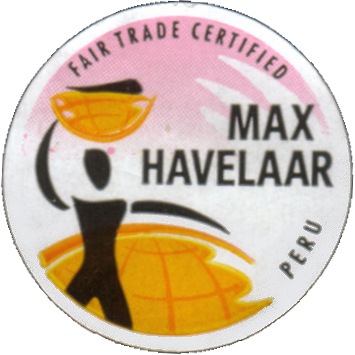 FAIR TRADE CERTIFIED
MAX
HAVELAAR
PERU